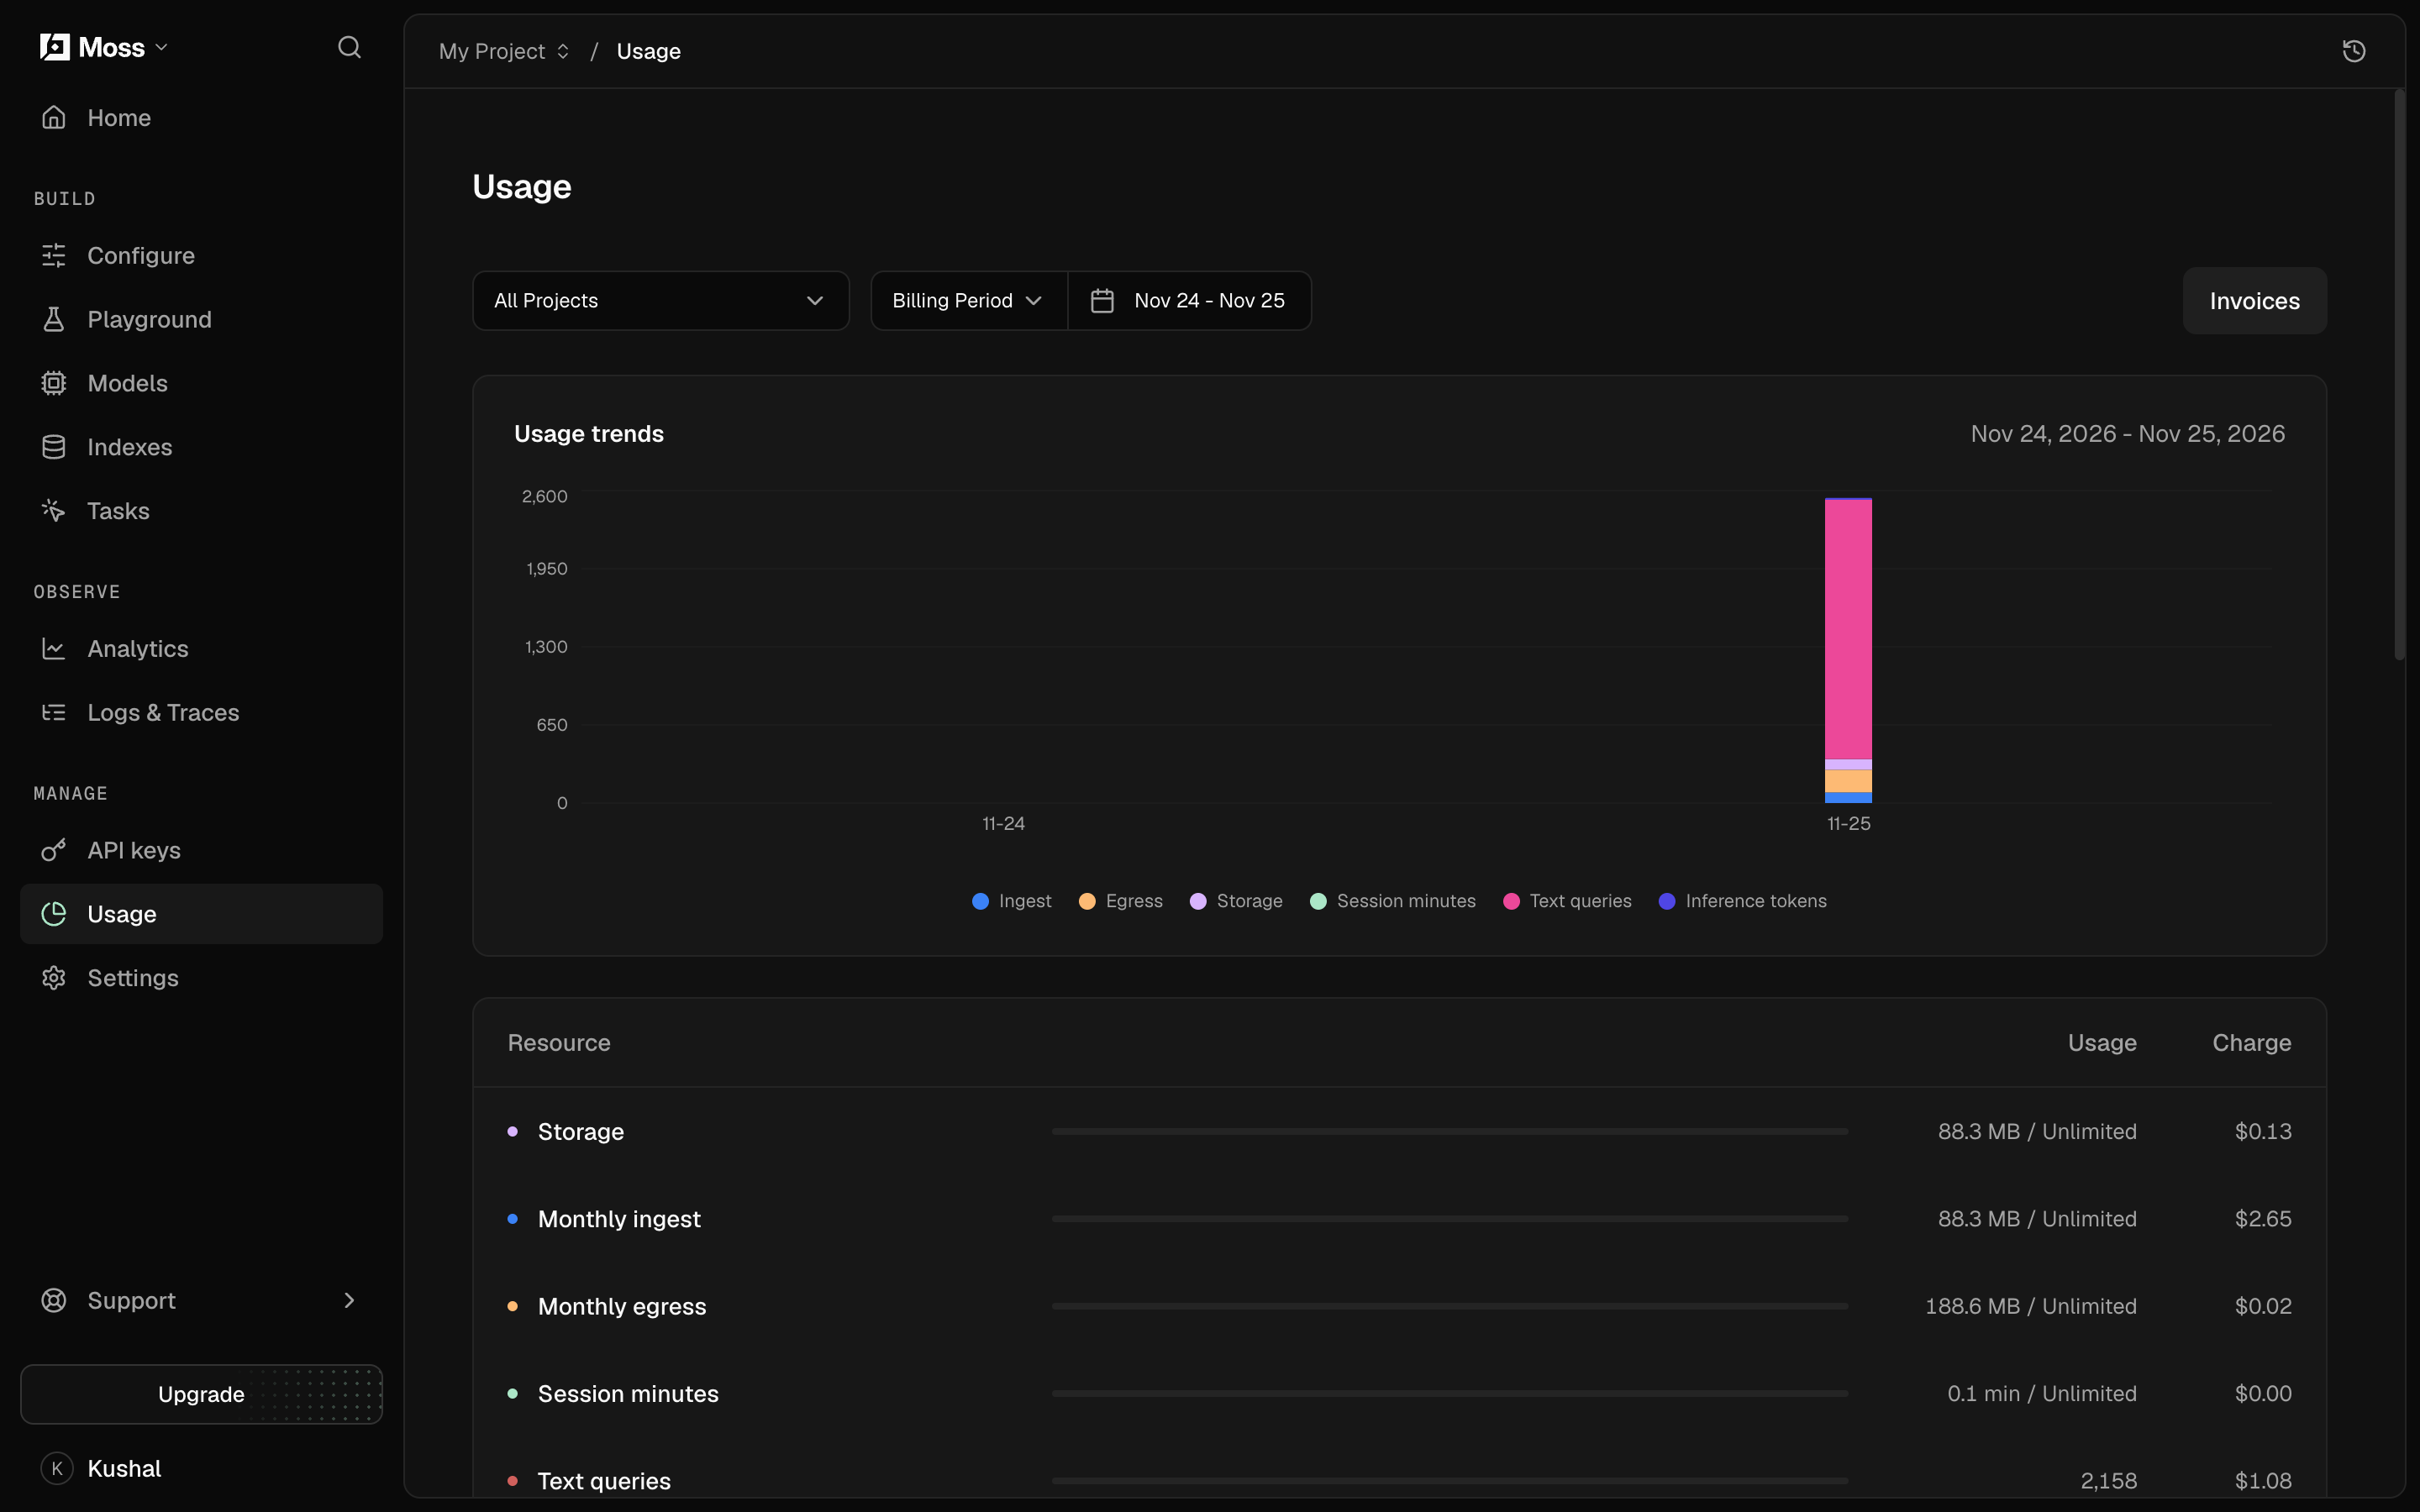 Moss
Home
BUILD
Configure
Playground
Models
Indexes
Tasks
OBSERVE
Analytics
Logs & Traces
MANAGE
API keys
Usage
Settings
Support
Upgrade
K Kushal
My Project / Usage
Usage
All Projects
Billing Period
Nov 24 - Nov 25
Invoices
Usage trends
Nov 24, 2026 - Nov 25, 2026
2,600
1,950
1,300
650
0
11-24 11-25
Ingest Egress Storage Session minutes Text queries Inference tokens
Resource Usage Charge
Storage 88.3 MB / Unlimited $0.13
Monthly ingest 88.3 MB / Unlimited $2.65
Monthly egress 188.6 MB / Unlimited $0.02
Session minutes 0.1 min / Unlimited $0.00
Text queries 2,158 $1.08